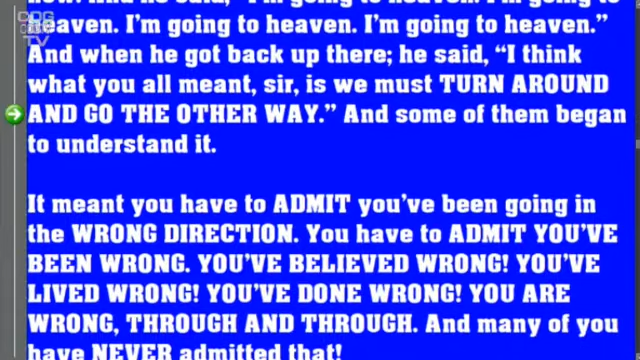 now. And he said, "I'm going to heaven. I'm going to
heaven. I'm going to heaven. I'm going to heaven."
And when he got back up there; he said, "I think
what you all meant, sir, is we must TURN AROUND
AND GO THE OTHER WAY." And some of them began
to understand it.
It meant you have to ADMIT you've been going in
the WRONG DIRECTION. You have to ADMIT YOU'VE
BEEN WRONG. YOU'VE BELIEVED WRONG! YOU'VE
LIVED WRONG! YOU'VE DONE WRONG! YOU ARE
WRONG, THROUGH AND THROUGH. And many of you
have NEVER admitted that!